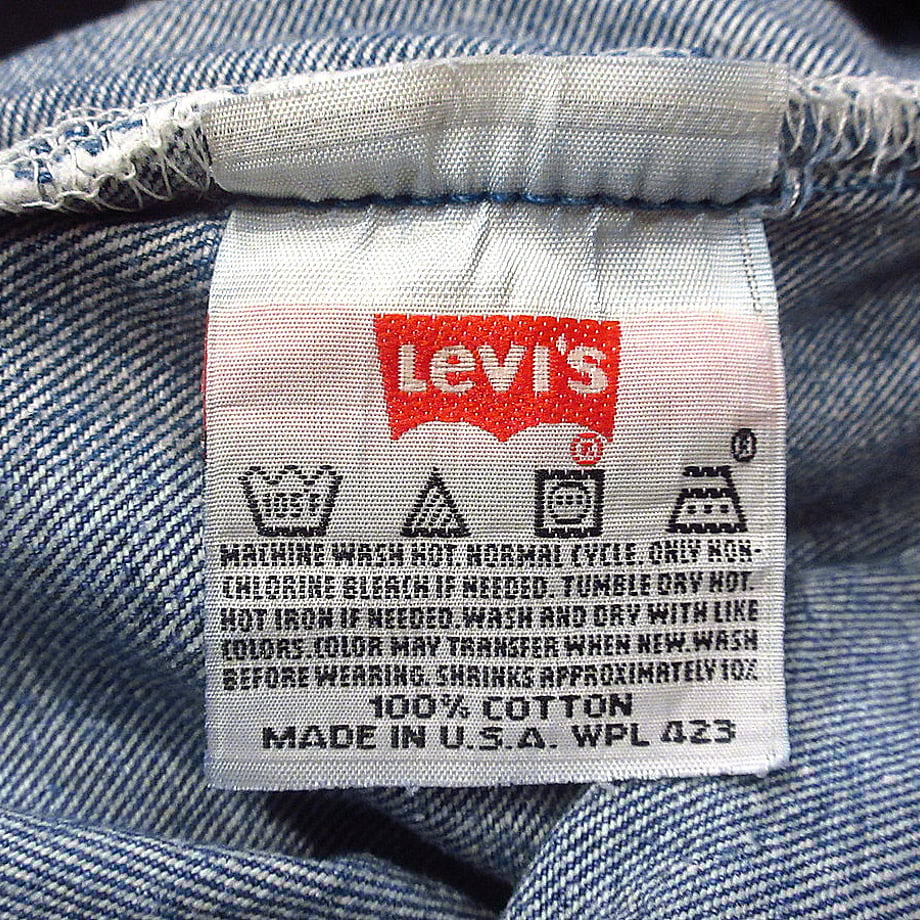 Levi's
®
®
105F
MACHINE WASH HOT. NORMAL CYCLE. ONLY NON-
CHLORINE BLEACH IF NEEDED. TUMBLE DRY HOT.
HOT IRON IF NEEDED. WASH AND DRY WITH LIKE
COLORS. COLOR MAY TRANSFER WHEN NEW. WASH
BEFORE WEARING. SHRINKS APPROXIMATELY 10%
100% COTTON
MADE IN U.S.A. WPL 423